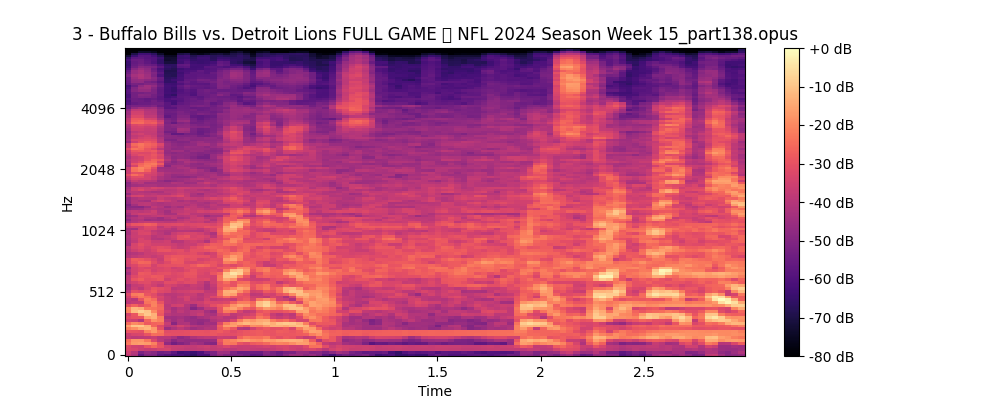 3 - Buffalo Bills vs. Detroit Lions FULL GAME ▯ NFL 2024 Season Week 15_part138.opus
+0 dB
-10 dB
-20 dB
-30 dB
-40 dB
-50 dB
-60 dB
-70 dB
-80 dB
4096
2048
1024
512
0
Hz
0
0.5
1
1.5
2
2.5
Time